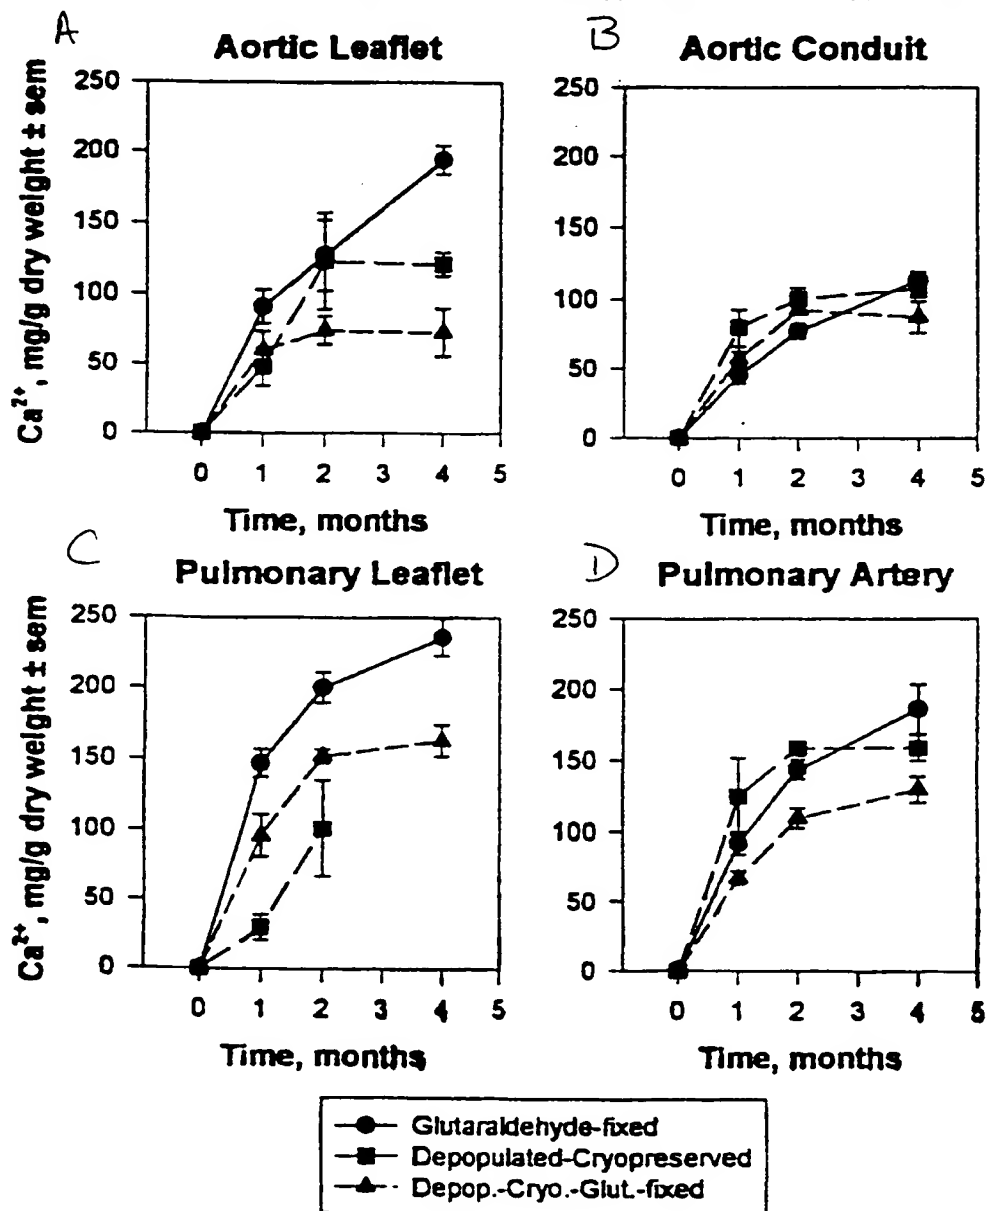 A
Aortic Leaflet
Ca²⁺, mg/g dry weight ± sem
250
200
150
100
50
0
0 1 2 3 4 5
Time, months
B
Aortic Conduit
250
200
150
100
50
0
0 1 2 3 4 5
Time, months
C
Pulmonary Leaflet
Ca²⁺, mg/g dry weight ± sem
250
200
150
100
50
0
0 1 2 3 4 5
Time, months
D
Pulmonary Artery
250
200
150
100
50
0
0 1 2 3 4 5
Time, months
Glutaraldehyde-fixed
Depopulated-Cryopreserved
Depop.-Cryo.-Glut.-fixed